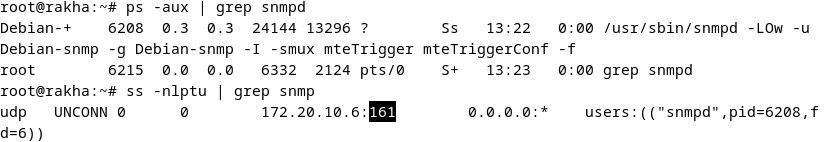 root@rakha:~# ps -aux | grep snmpd
Debian-+    6208  0.3  0.3  24144 13296 ?        Ss   13:22   0:00 /usr/sbin/snmpd -LOw -u
Debian-snmp -g Debian-snmp -I -smux mteTrigger mteTriggerConf -f
root        6215  0.0  0.0   6332  2124 pts/0    S+   13:23   0:00 grep snmpd
root@rakha:~# ss -nlptu | grep snmp
udp   UNCONN 0      0         172.20.10.6:161        0.0.0.0:*    users:(("snmpd",pid=6208,f
d=6))